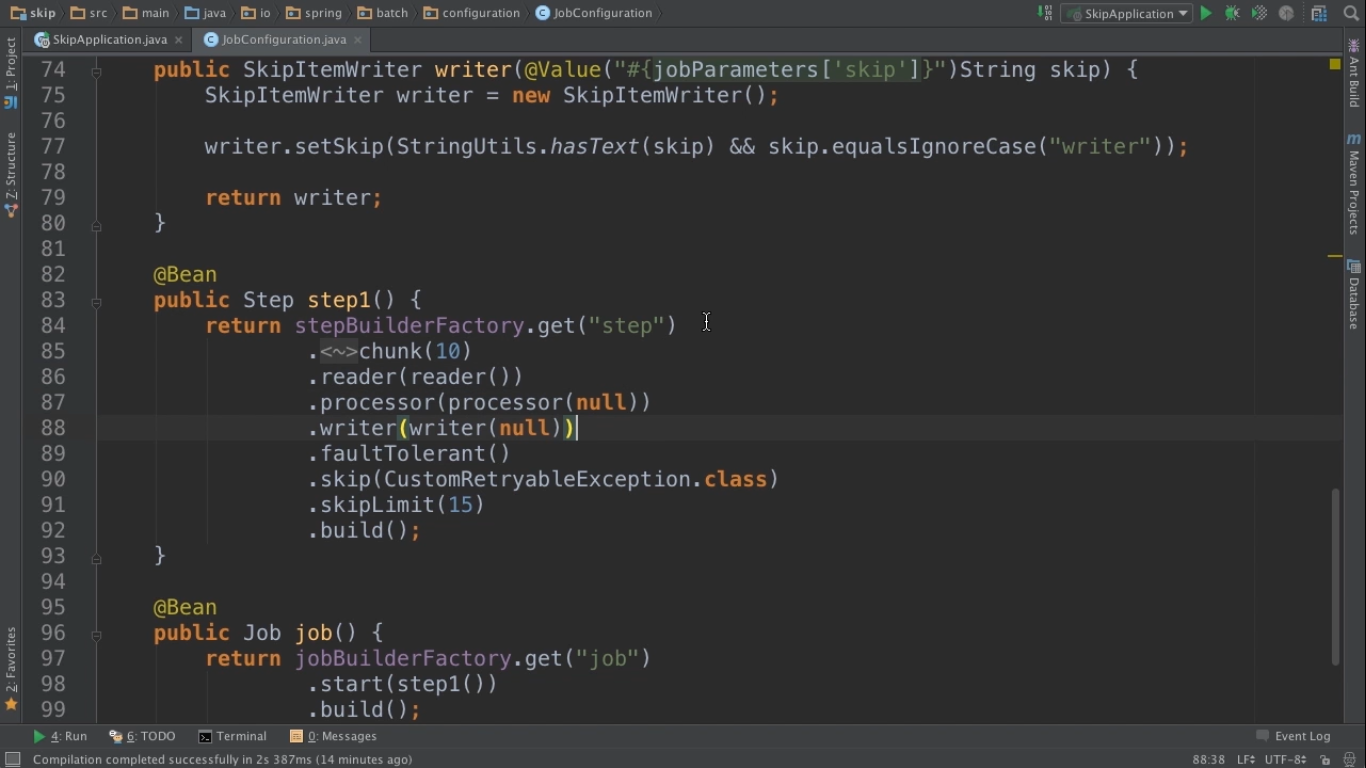 skip src main java io spring batch configuration JobConfiguration SkipApplication
SkipApplication.java JobConfiguration.java
1: Project
Z: Structure
2: Favorites
74 public SkipItemWriter writer(@Value("#{jobParameters['skip']}")String skip) {
75 SkipItemWriter writer = new SkipItemWriter();
76
77 writer.setSkip(StringUtils.hasText(skip) && skip.equalsIgnoreCase("writer"));
78
79 return writer;
80 }
81
82 @Bean
83 public Step step1() {
84 return stepBuilderFactory.get("step")
85 .<~>chunk(10)
86 .reader(reader())
87 .processor(processor(null))
88 .writer(writer(null))
89 .faultTolerant()
90 .skip(CustomRetryableException.class)
91 .skipLimit(15)
92 .build();
93 }
94
95 @Bean
96 public Job job() {
97 return jobBuilderFactory.get("job")
98 .start(step1())
99 .build();
Ant Build
Maven Projects
Database
4: Run 6: TODO Terminal 0: Messages Event Log
Compilation completed successfully in 2s 387ms (14 minutes ago) 88:38 LF UTF-8